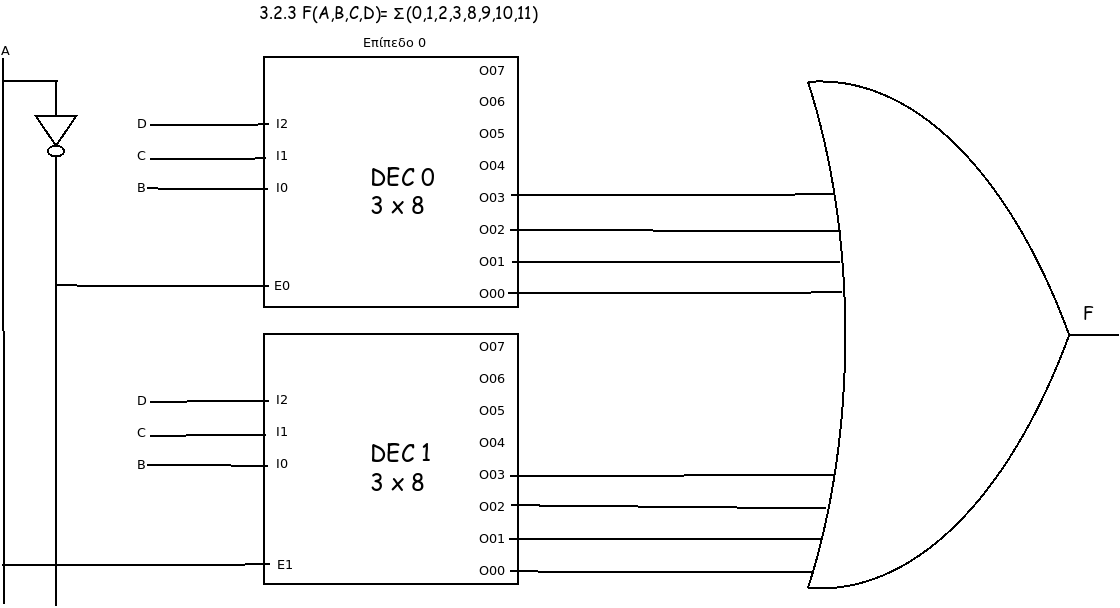 3.2.3 F(A,B,C,D)= Σ(0,1,2,3,8,9,10,11)
Επίπεδο 0
A
O07
O06
D
I2
O05
C
I1
O04
DEC 0
B
I0
O03
3 x 8
O02
O01
E0
O00
F
O07
O06
D
I2
O05
C
I1
O04
DEC 1
B
I0
O03
3 x 8
O02
O01
E1
O00